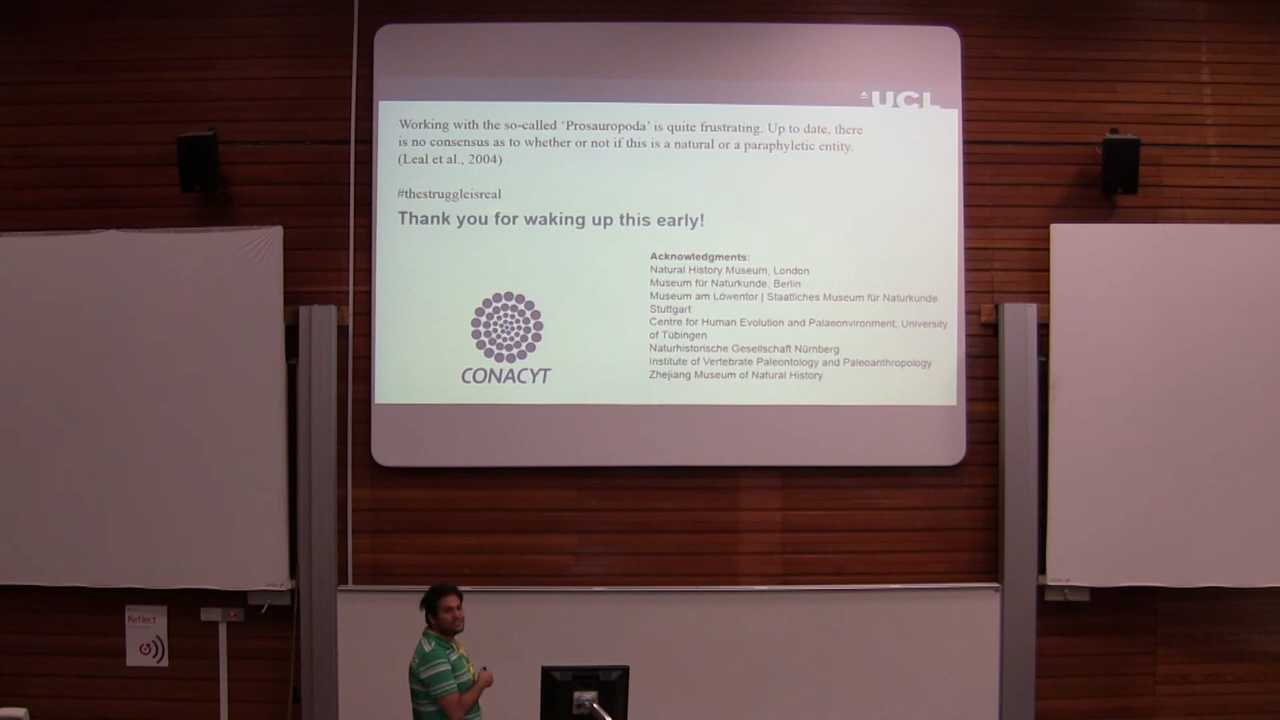 UCL
Working with the so-called ‘Prosauropoda’ is quite frustrating. Up to date, there
is no consensus as to whether or not if this is a natural or a paraphyletic entity.
(Leal et al., 2004)
#thestruggleisreal
Thank you for waking up this early!
Acknowledgments:
Natural History Museum, London
Museum für Naturkunde, Berlin
Museum am Löwentor | Staatliches Museum für Naturkunde
Stuttgart
Centre for Human Evolution and Palaeonvironment, University
of Tübingen
Naturhistorische Gesellschaft Nürnberg
Institute of Vertebrate Paleontology and Paleoanthropology
Zhejiang Museum of Natural History
CONACYT
Reflect